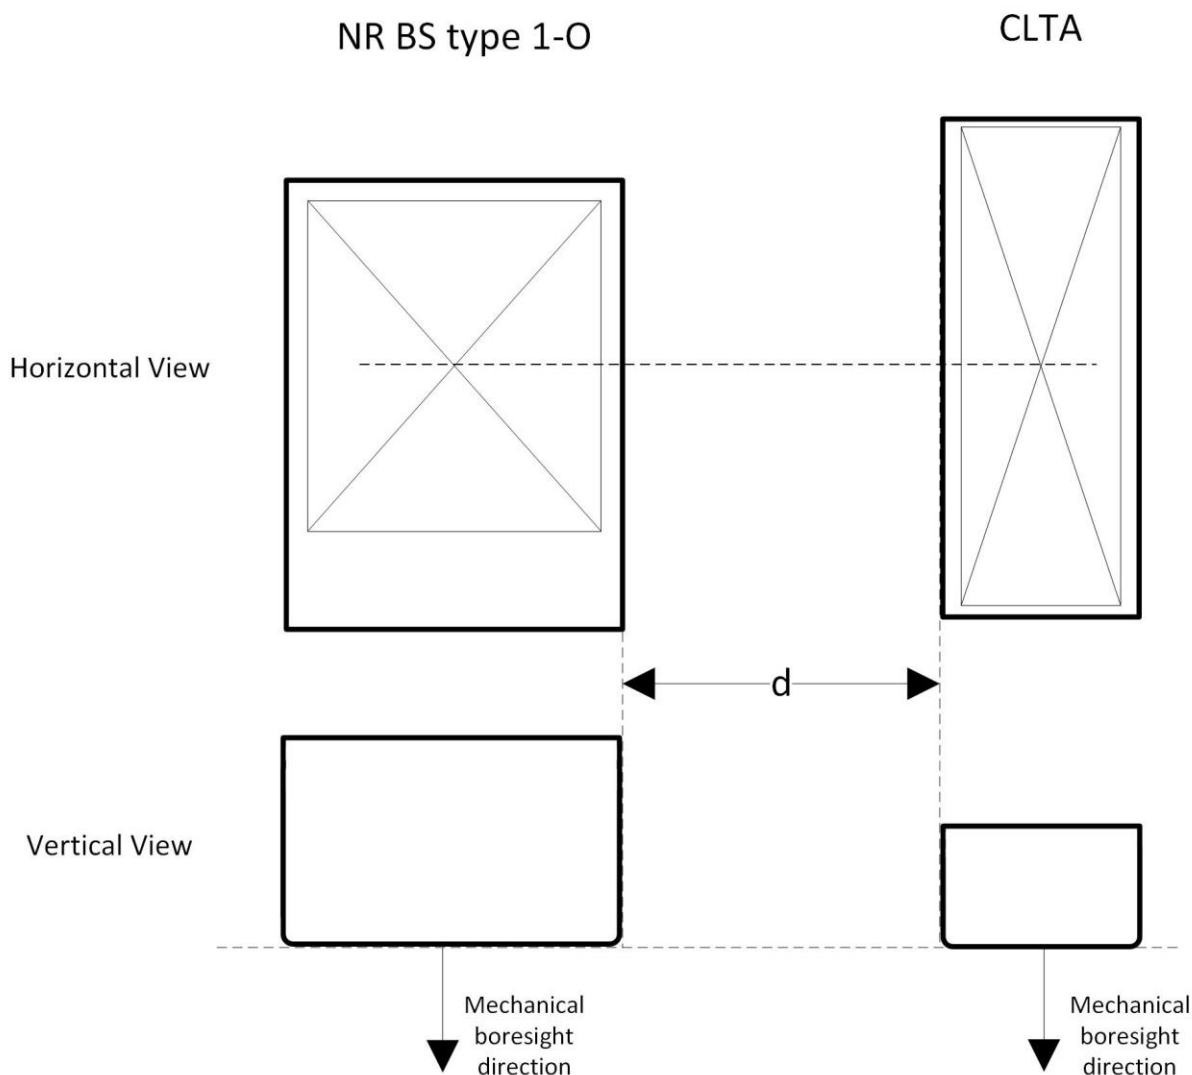 NR BS type 1-O
CLTA
Horizontal View
d
Vertical View
Mechanical
boresight
direction
Mechanical
boresight
direction